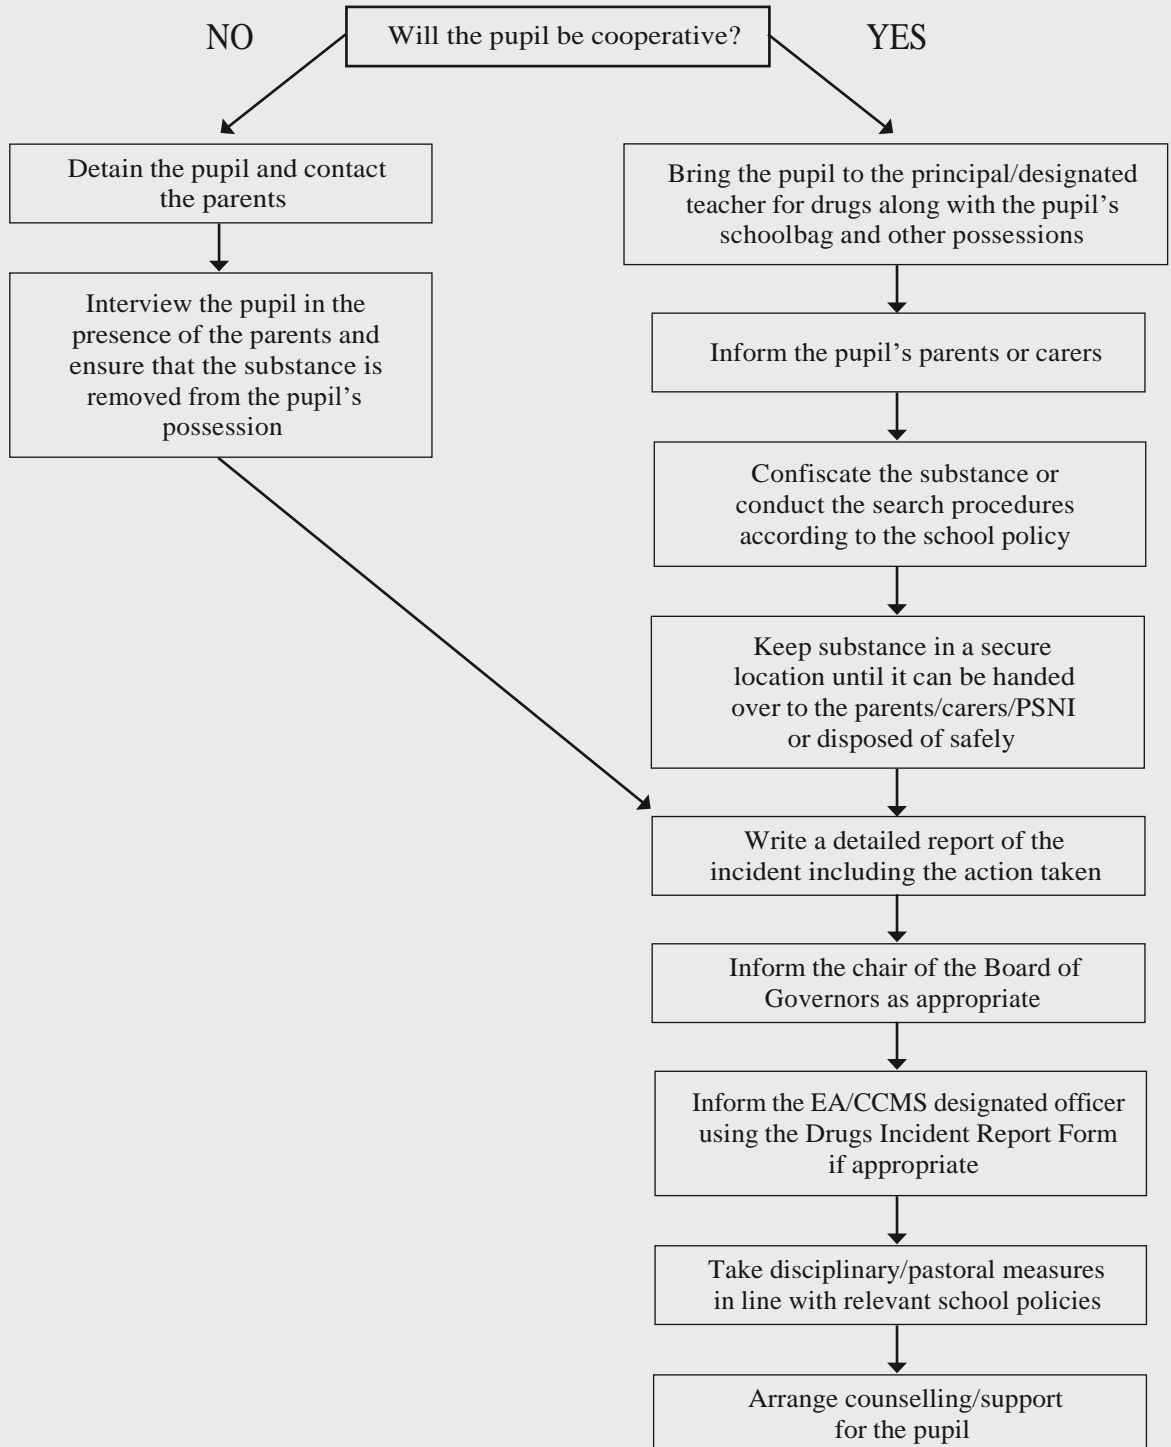 NO
Will the pupil be cooperative?
YES
Detain the pupil and contact
the parents
Interview the pupil in the
presence of the parents and
ensure that the substance is
removed from the pupil’s
possession
Bring the pupil to the principal/designated
teacher for drugs along with the pupil’s
schoolbag and other possessions
Inform the pupil’s parents or carers
Confiscate the substance or
conduct the search procedures
according to the school policy
Keep substance in a secure
location until it can be handed
over to the parents/carers/PSNI
or disposed of safely
Write a detailed report of the
incident including the action taken
Inform the chair of the Board of
Governors as appropriate
Inform the EA/CCMS designated officer
using the Drugs Incident Report Form
if appropriate
Take disciplinary/pastoral measures
in line with relevant school policies
Arrange counselling/support
for the pupil